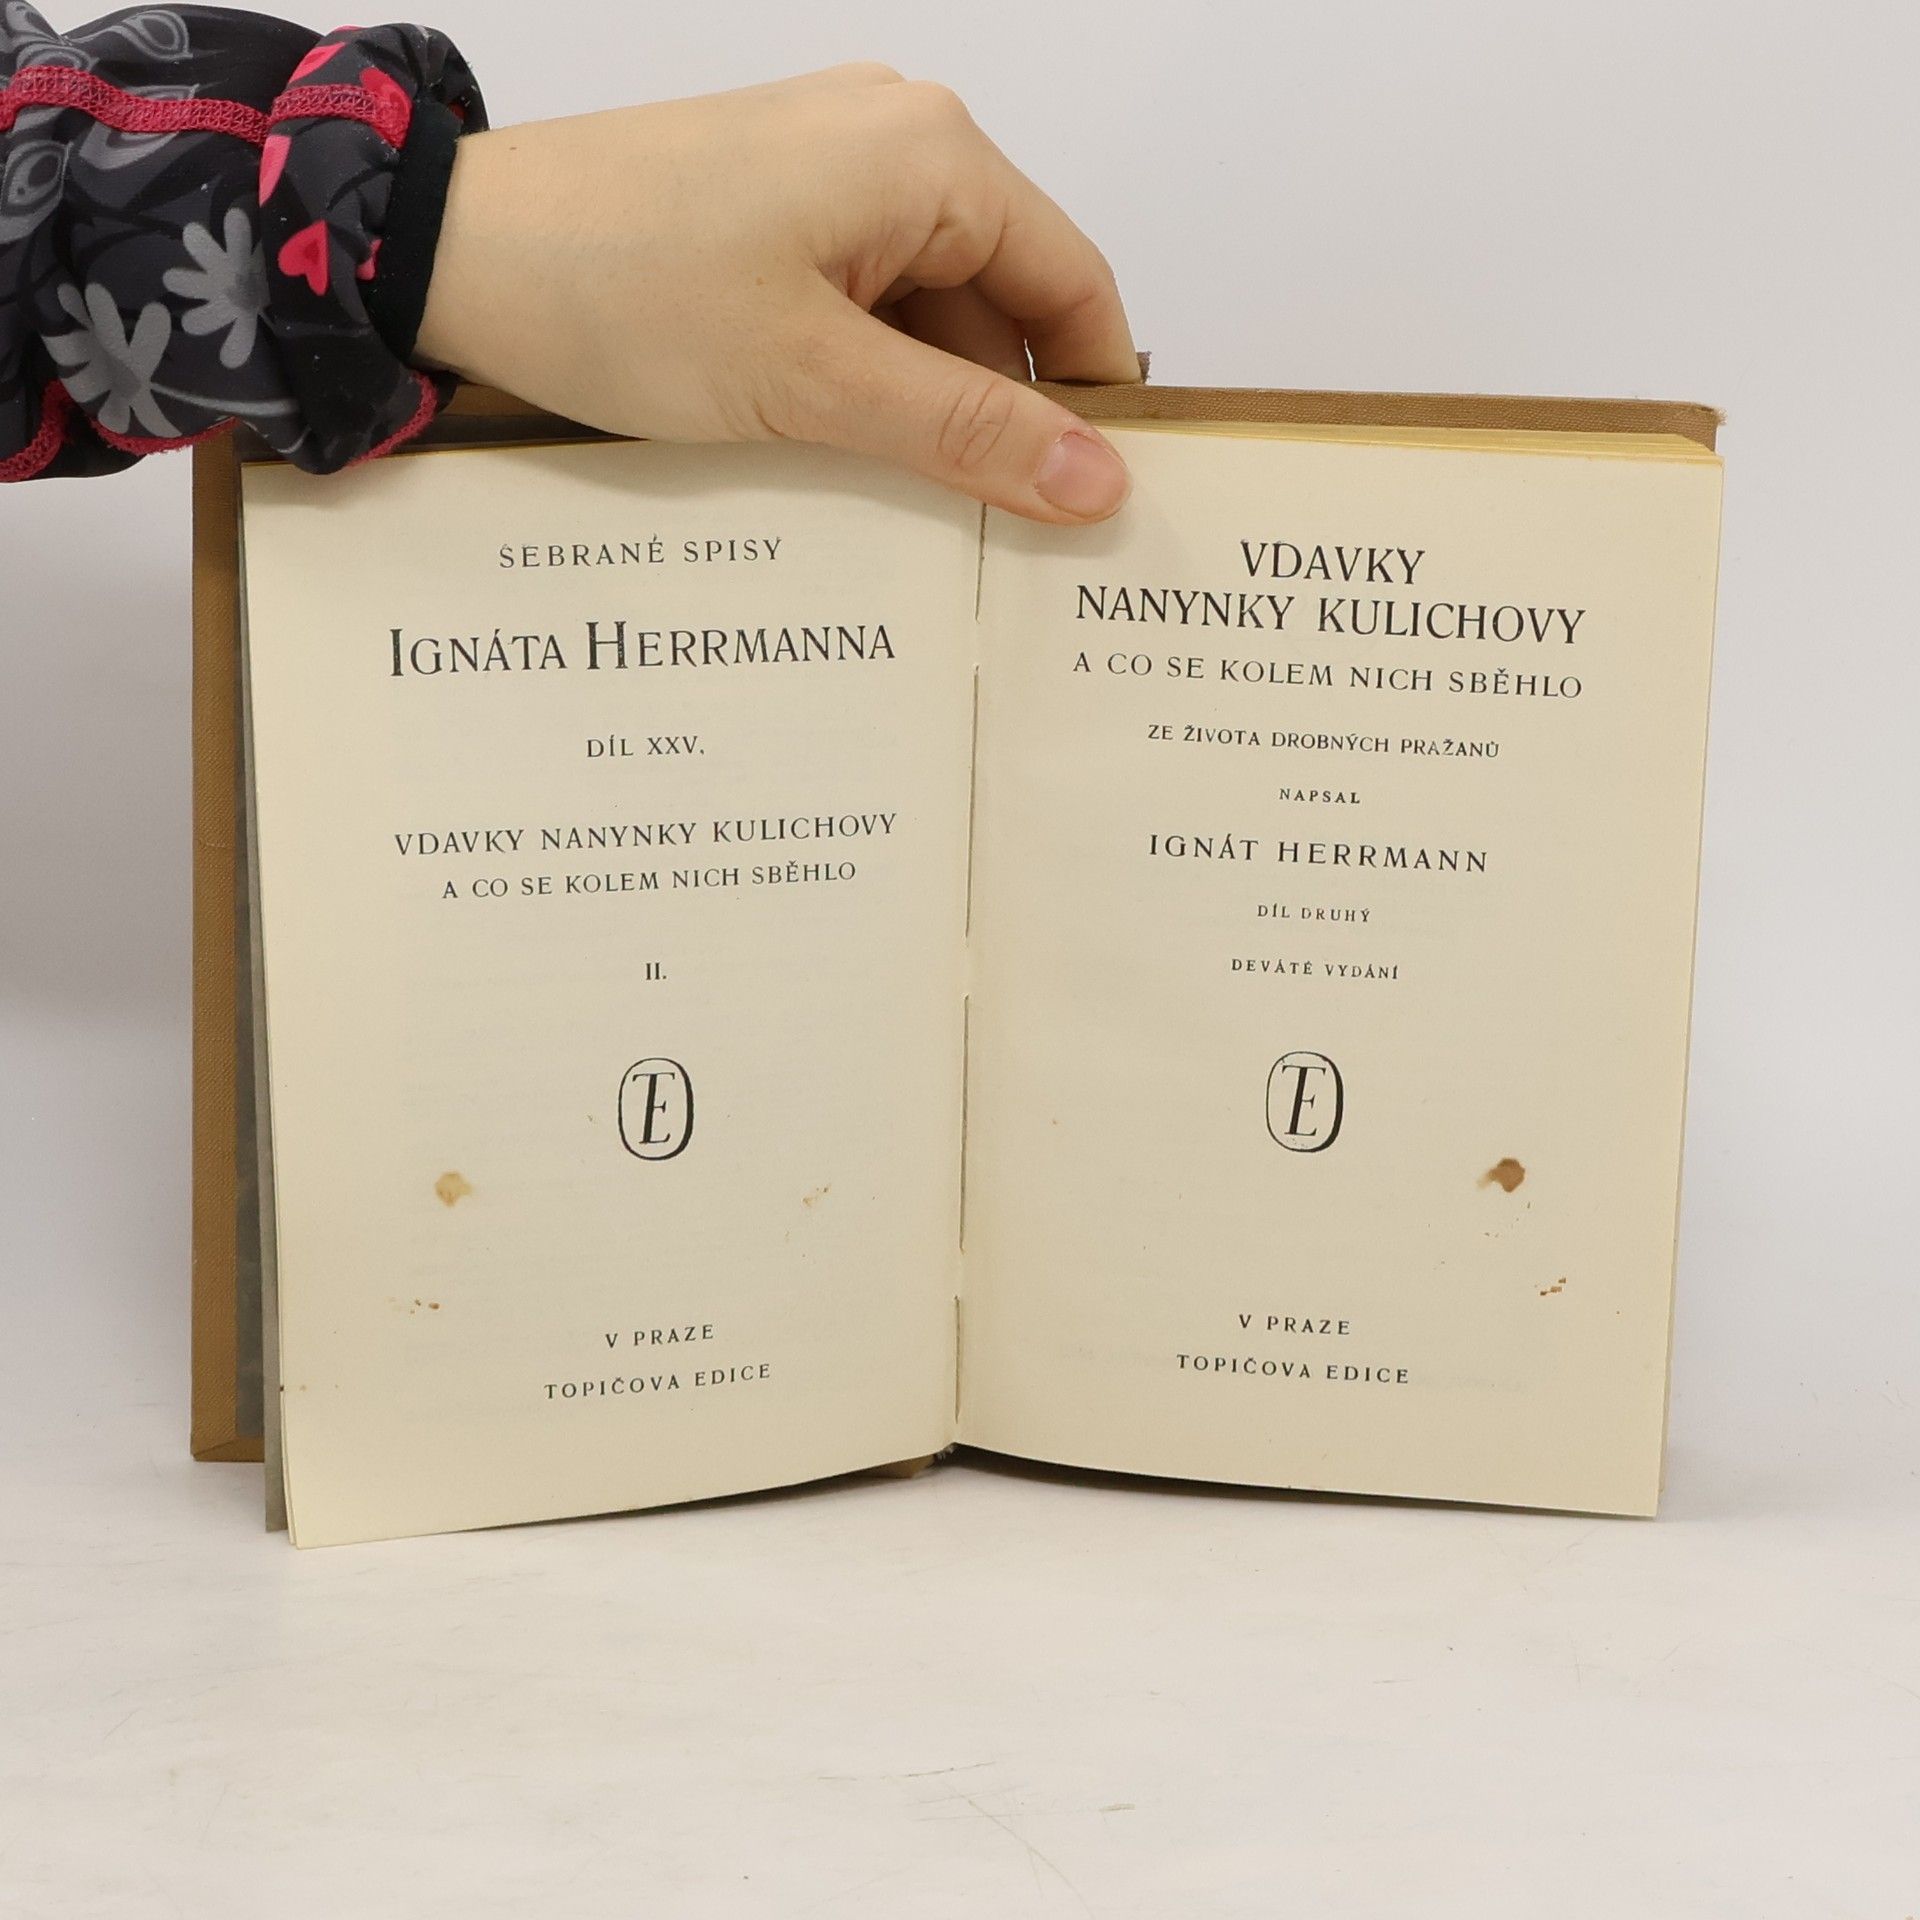 SEBRANÉ SPISY
IGNÁTA HERRMANNA
DÍL XXV.
VDAVKY NANYNKY KULICHOVY
A CO SE KOLEM NICH SBĚHLO
II.
TE
V PRAZE
TOPIČOVA EDICE
VDAVKY
NANYNKY KULICHOVY
A CO SE KOLEM NICH SBĚHLO
ZE ŽIVOTA DROBNÝCH PRAŽANŮ
NAPSAL
IGNÁT HERRMANN
DÍL DRUHÝ
DEVÁTÉ VYDÁNÍ
TE
V PRAZE
TOPIČOVA EDICE